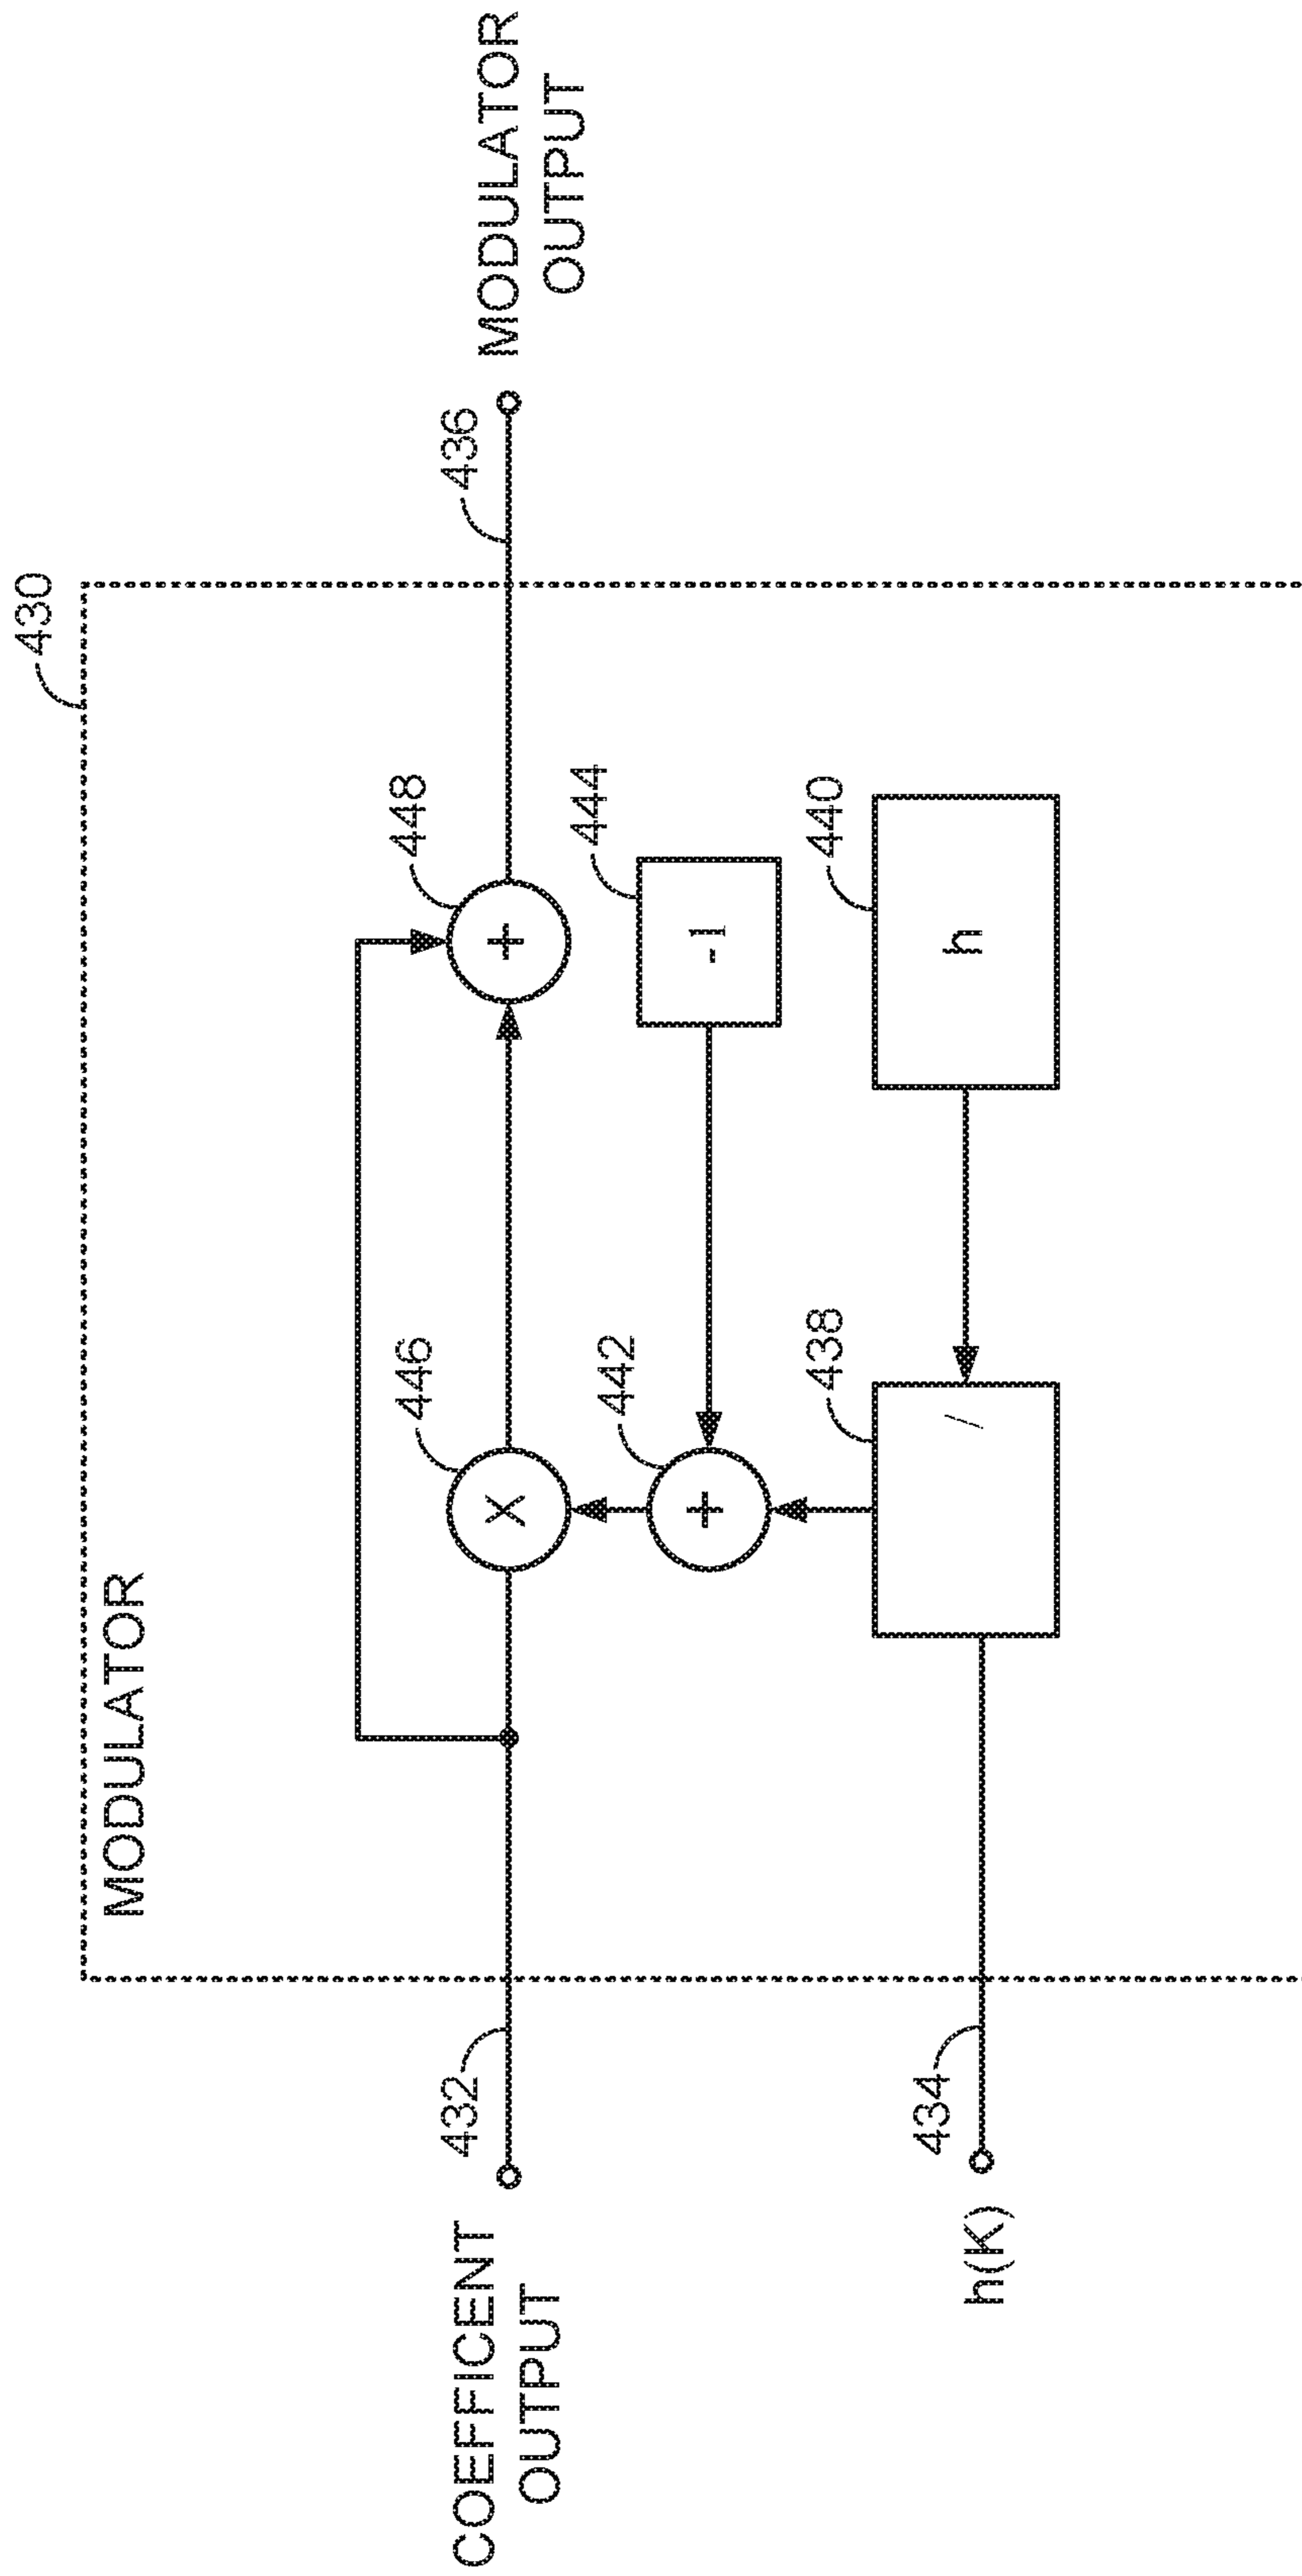 430
MODULATOR
448
446
436
MODULATOR
OUTPUT
COEFFICENT
OUTPUT
432
+
X
444
-1
442
+
440
h
438
/
434
h(K)